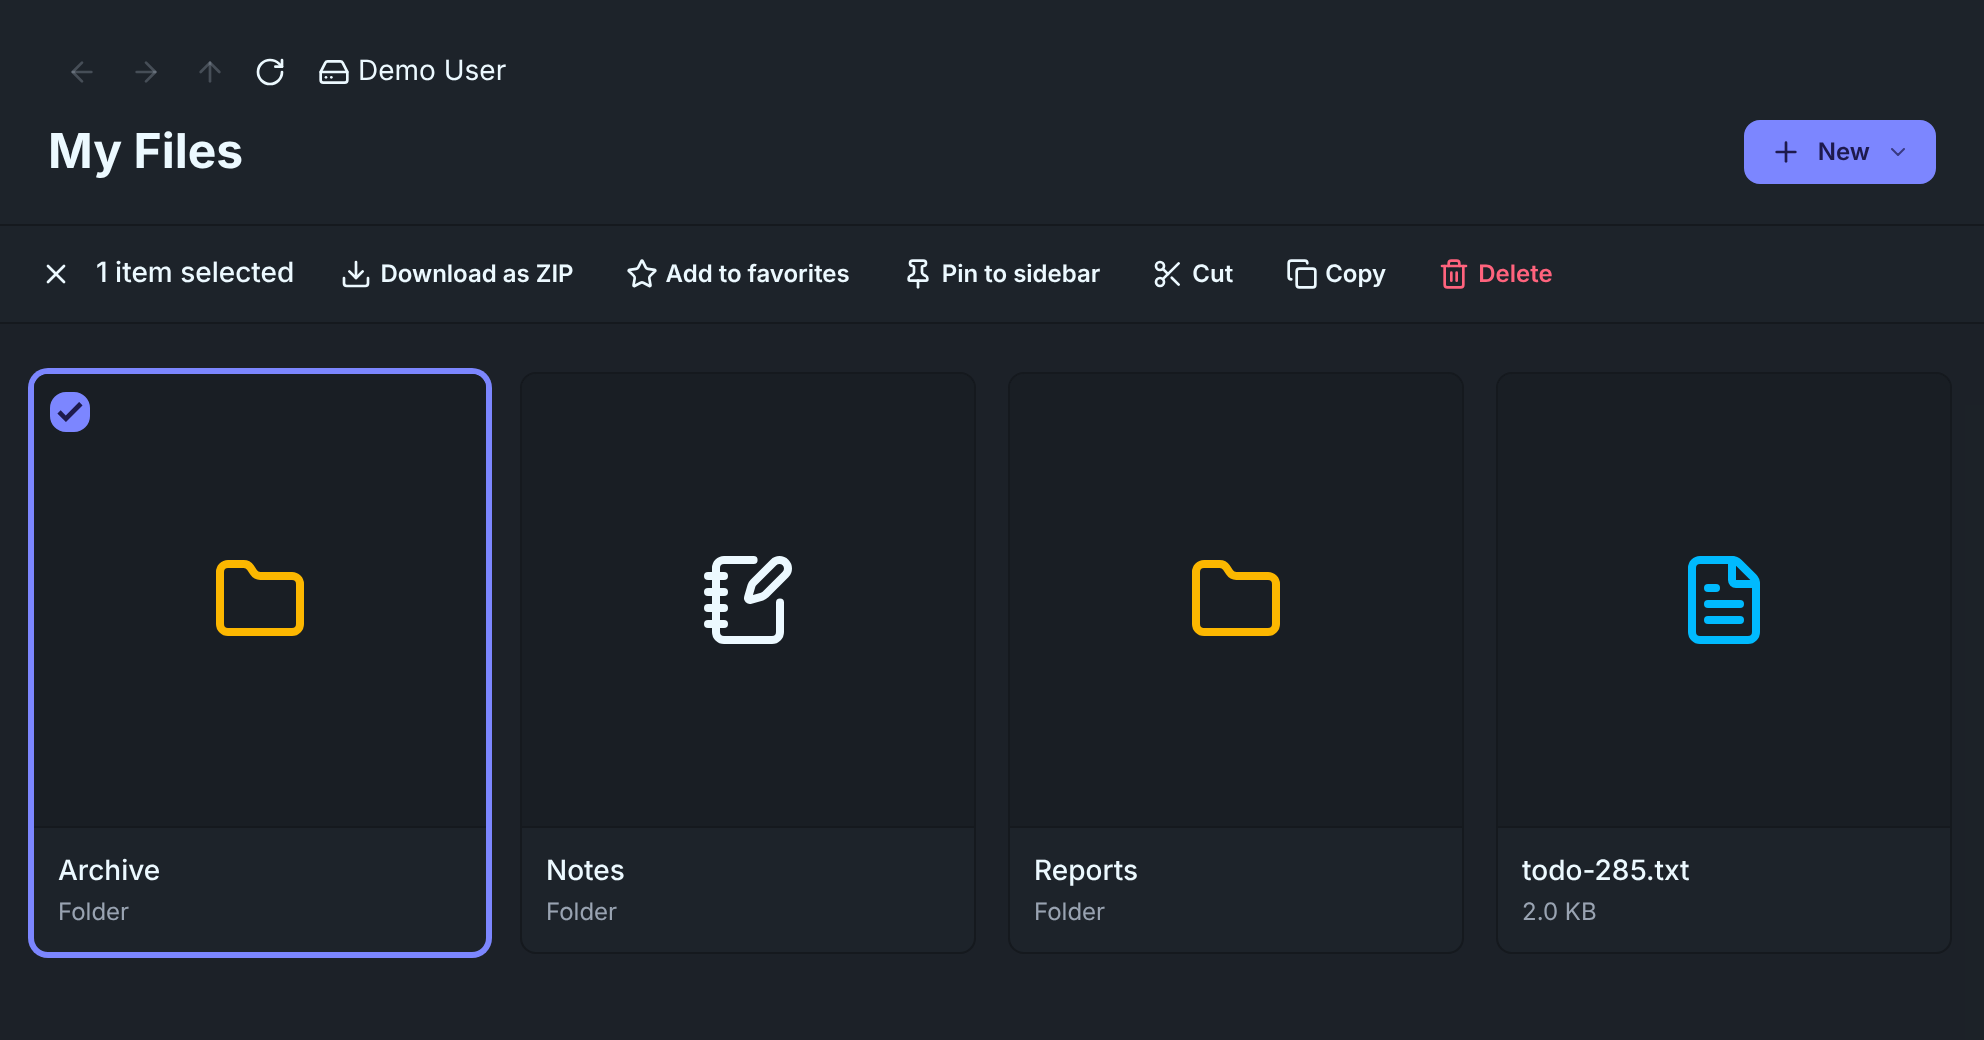 Demo User
My Files
New
1 item selected
Download as ZIP
Add to favorites
Pin to sidebar
Cut
Copy
Delete
Archive
Folder
Notes
Folder
Reports
Folder
todo-285.txt
2.0 KB